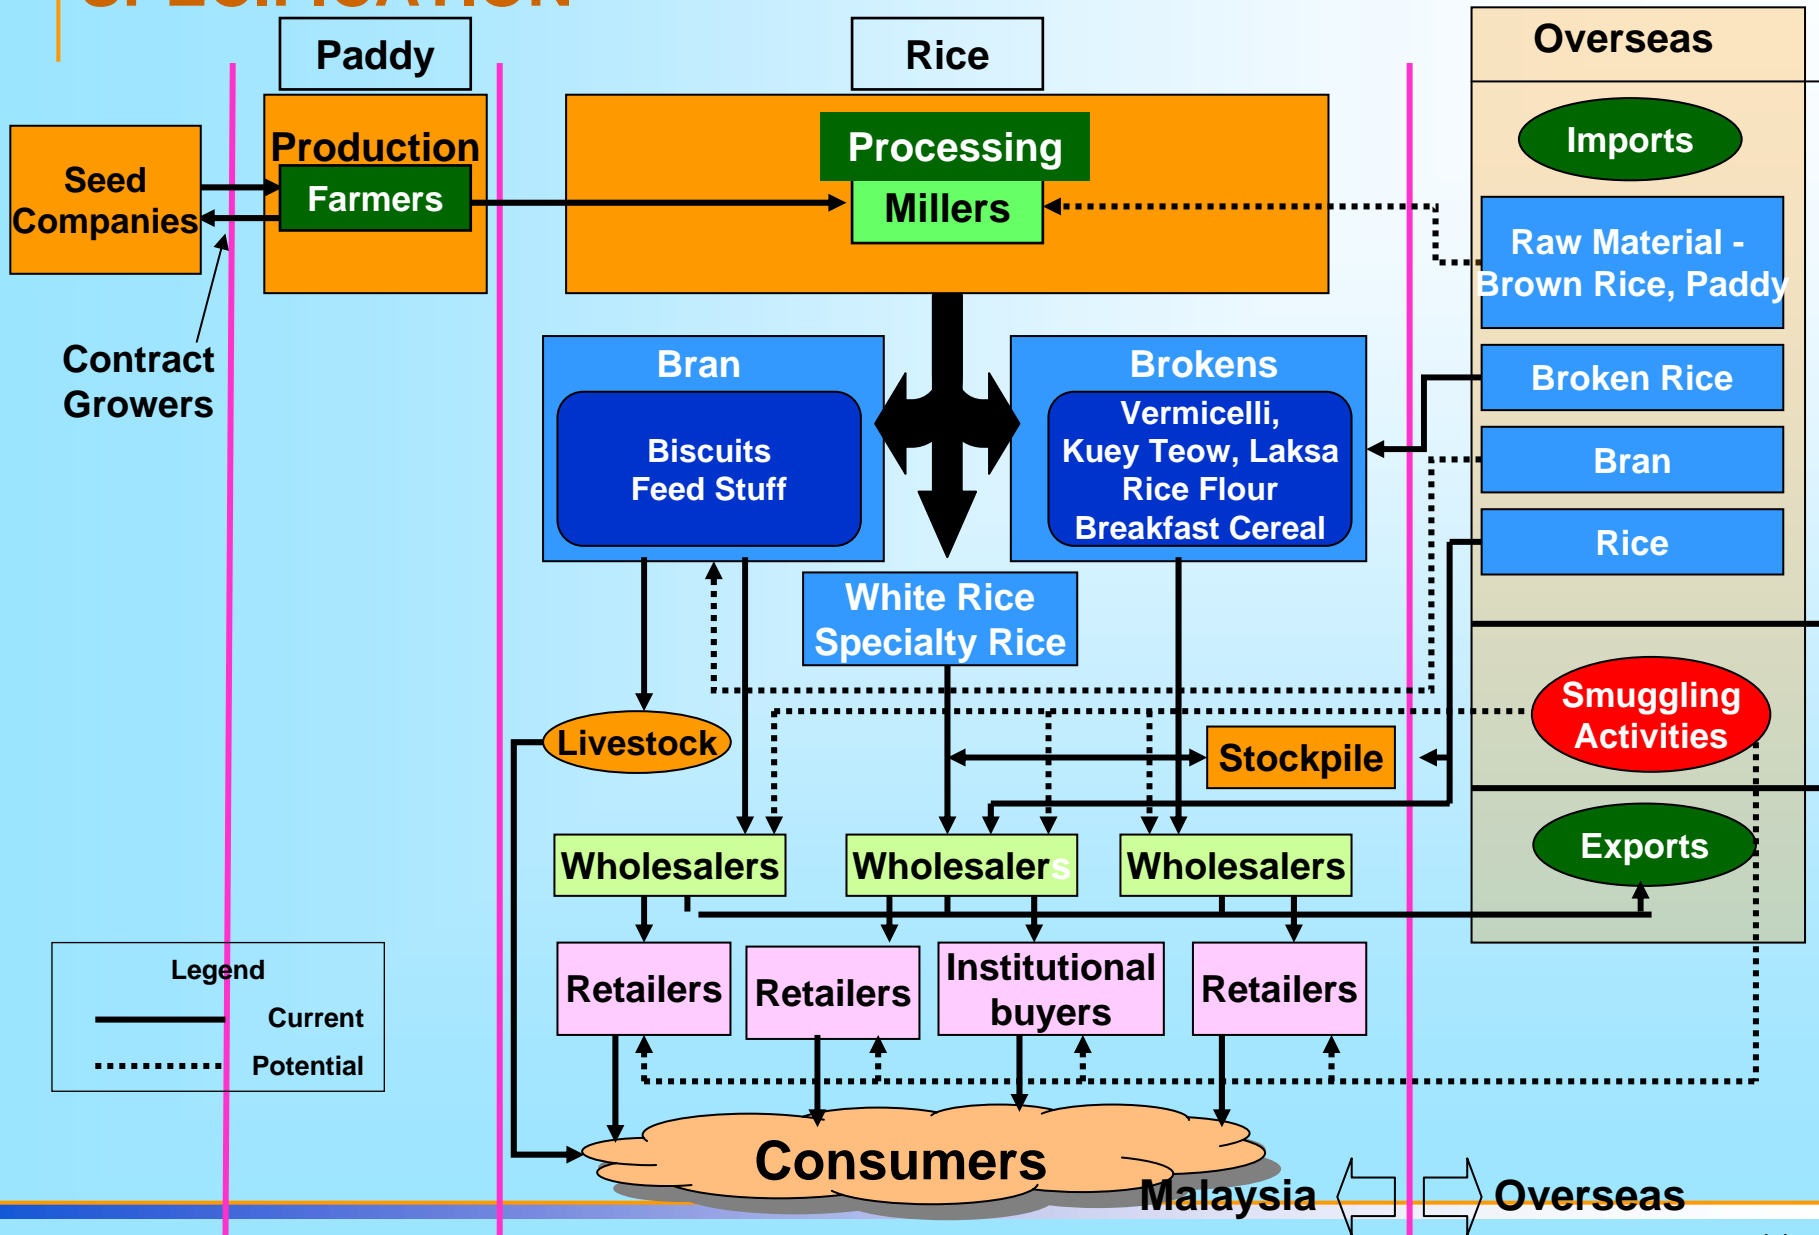 SPECIFICATION
Paddy
Rice
Overseas
Seed
Companies
Production
Farmers
Processing
Millers
Imports
Raw Material -
Brown Rice, Paddy
Broken Rice
Bran
Rice
Contract
Growers
Bran
Biscuits
Feed Stuff
Brokens
Vermicelli,
Kuey Teow, Laksa
Rice Flour
Breakfast Cereal
White Rice
Specialty Rice
Livestock
Stockpile
Smuggling
Activities
Exports
Wholesalers
Wholesalers
Wholesalers
Retailers
Retailers
Institutional
buyers
Retailers
Legend
Current
Potential
Consumers
Malaysia
Overseas